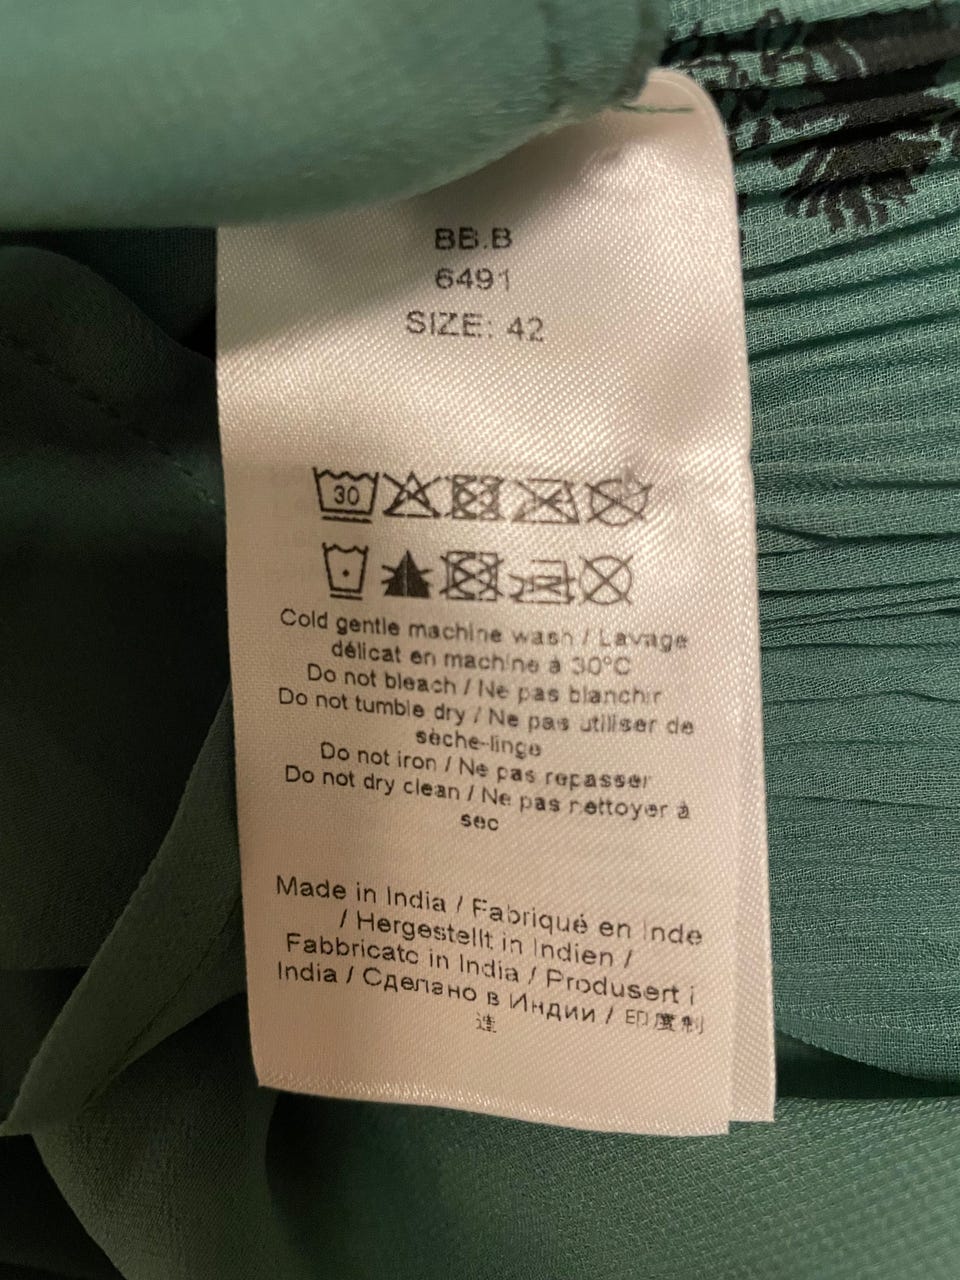 BB.B
6491
SIZE: 42
30
Cold gentle machine wash / Lavage
délicat en machine à 30°C
Do not bleach / Ne pas blanchir
Do not tumble dry / Ne pas utiliser de
sèche-linge
Do not iron / Ne pas repasser
Do not dry clean / Ne pas nettoyer à
sec
Made in India / Fabriqué en Inde
/ Hergestellt in Indien /
Fabbricato in India / Produsert i
India / Сделано в Индии / 印度制
造